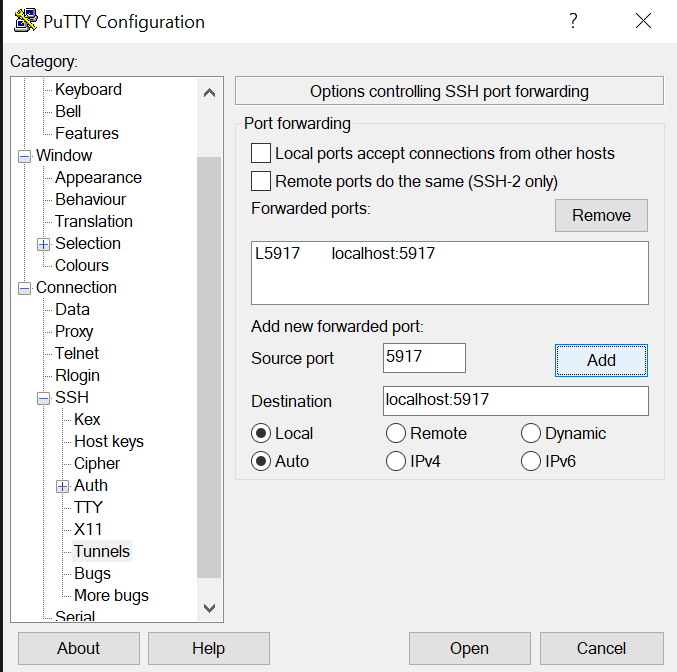 PuTTY Configuration
?
Category:
Keyboard
Bell
Features
Window
Appearance
Behaviour
Translation
Selection
Colours
Connection
Data
Proxy
Telnet
Rlogin
SSH
Kex
Host keys
Cipher
Auth
TTY
X11
Tunnels
Bugs
More bugs
Serial
Options controlling SSH port forwarding
Port forwarding
Local ports accept connections from other hosts
Remote ports do the same (SSH-2 only)
Forwarded ports:
Remove
L5917 localhost:5917
Add new forwarded port:
Source port 5917 Add
Destination localhost:5917
Local Remote Dynamic
Auto IPv4 IPv6
About Help Open Cancel